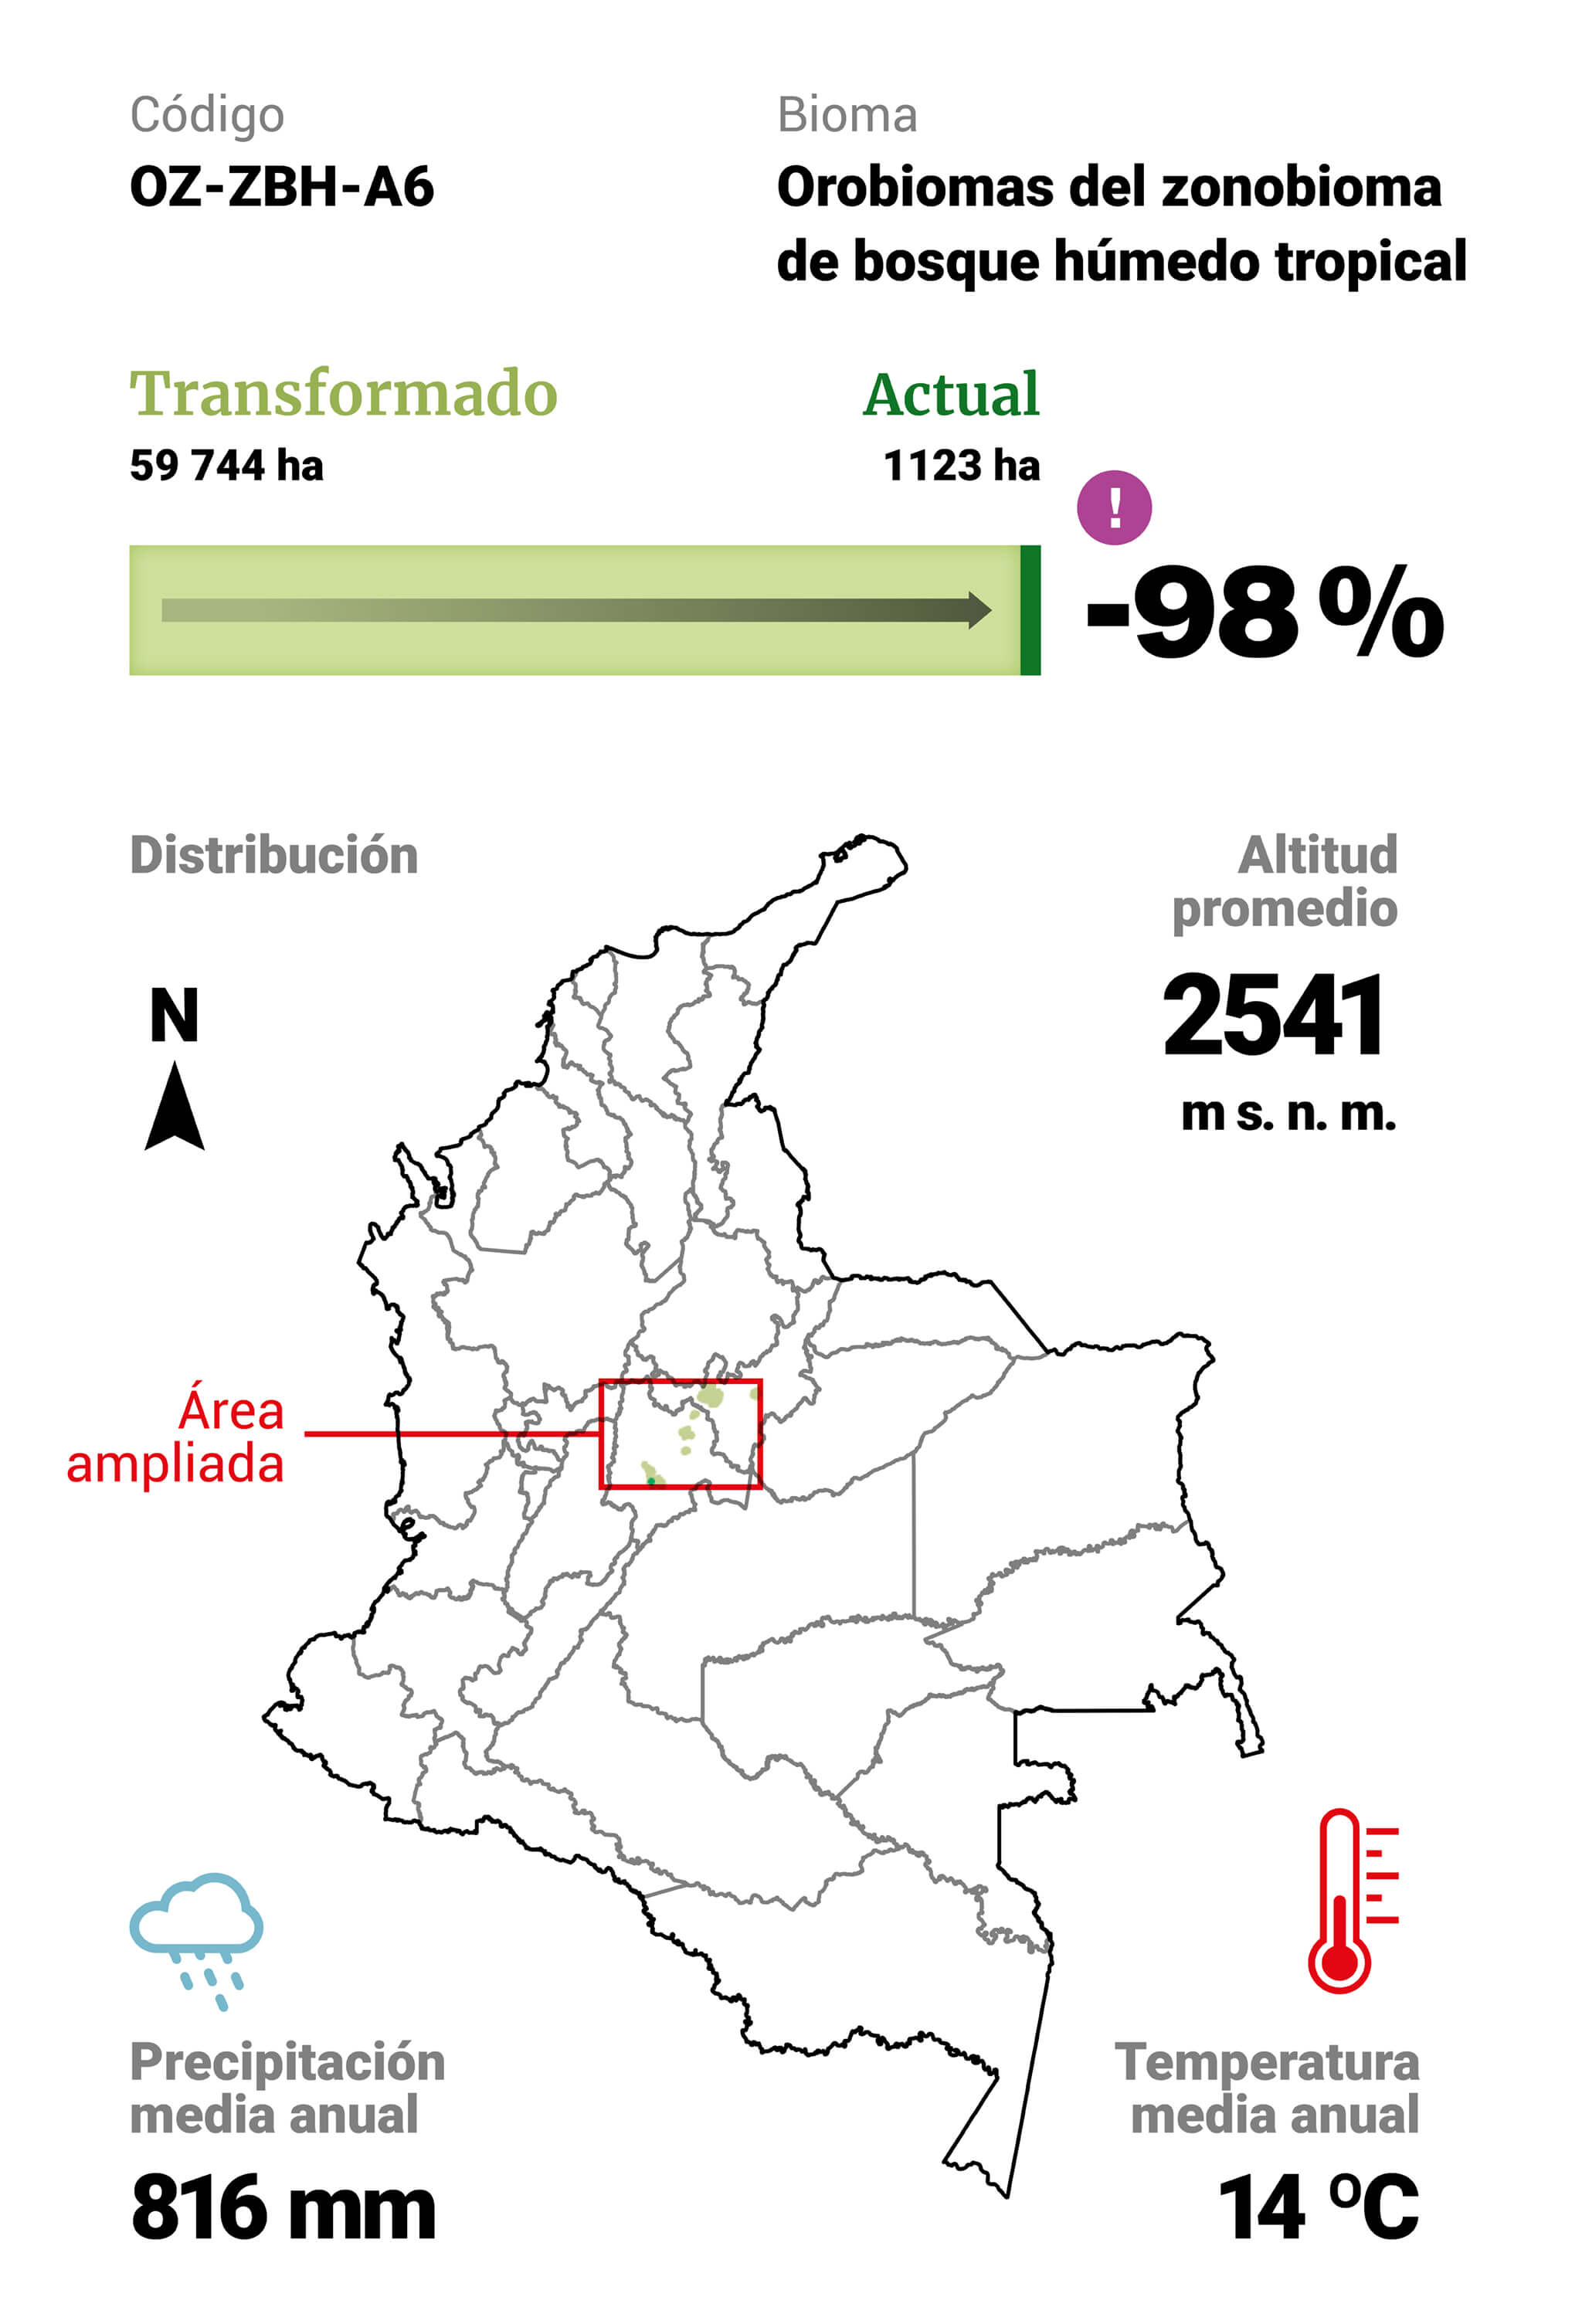 Código
OZ-ZBH-A6
Bioma
Orobiomas del zonobioma
de bosque húmedo tropical
Transformado
59 744 ha
Actual
1123 ha
!
-98 %
Distribución
Altitud
promedio
2541
m s. n. m.
N
Área
ampliada
Precipitación
media anual
816 mm
Temperatura
media anual
14 ºC